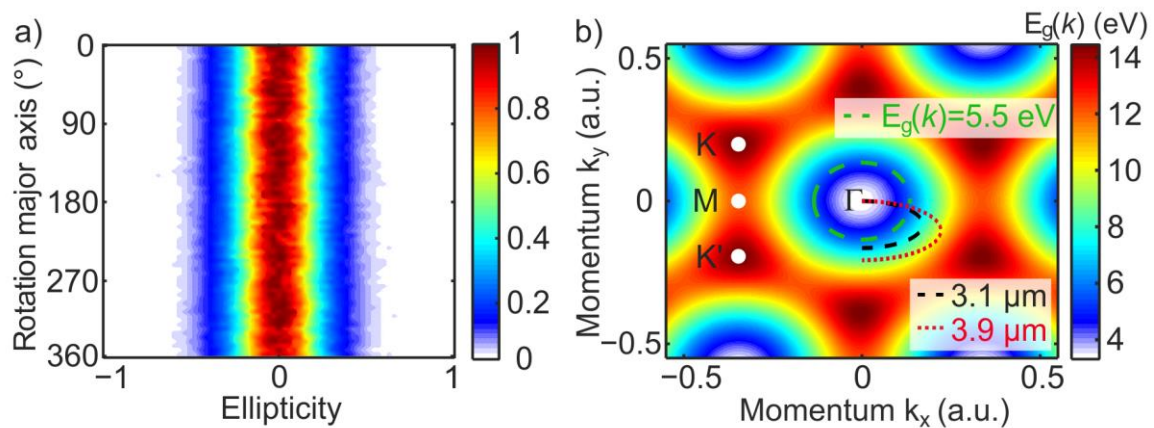 a)
Rotation major axis (°)
0
90
180
270
360
−1
0
1
Ellipticity
1
0.8
0.6
0.4
0.2
0
b)
Momentum k_y (a.u.)
0.5
0
−0.5
−0.5
0
0.5
Momentum k_x (a.u.)
E_g(k)=5.5 eV
K
M
K'
Γ
3.1 µm
3.9 µm
E_g(k) (eV)
14
12
10
8
6
4